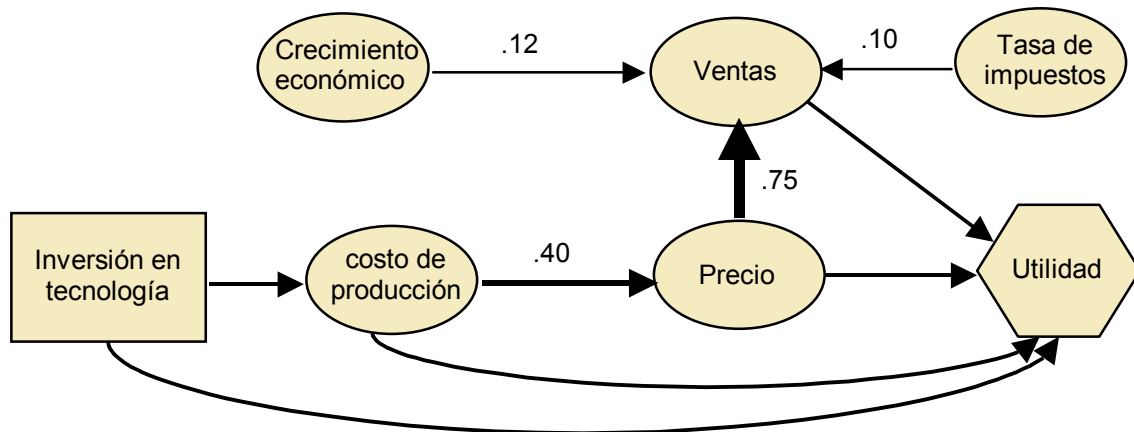 Crecimiento
económico
.12
Ventas
.10
Tasa de
impuestos
.75
Inversión en
tecnología
costo de
producción
.40
Precio
Utilidad